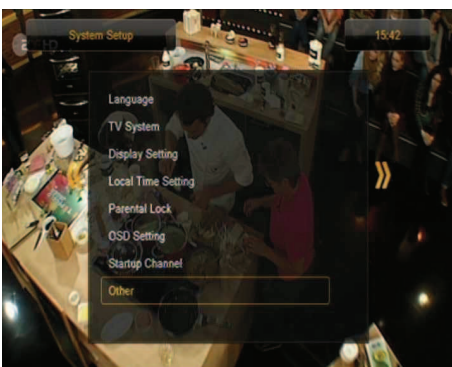 System Setup
15:42
Language
TV System
Display Setting
Local Time Setting
Parental Lock
OSD Setting
Startup Channel
Other